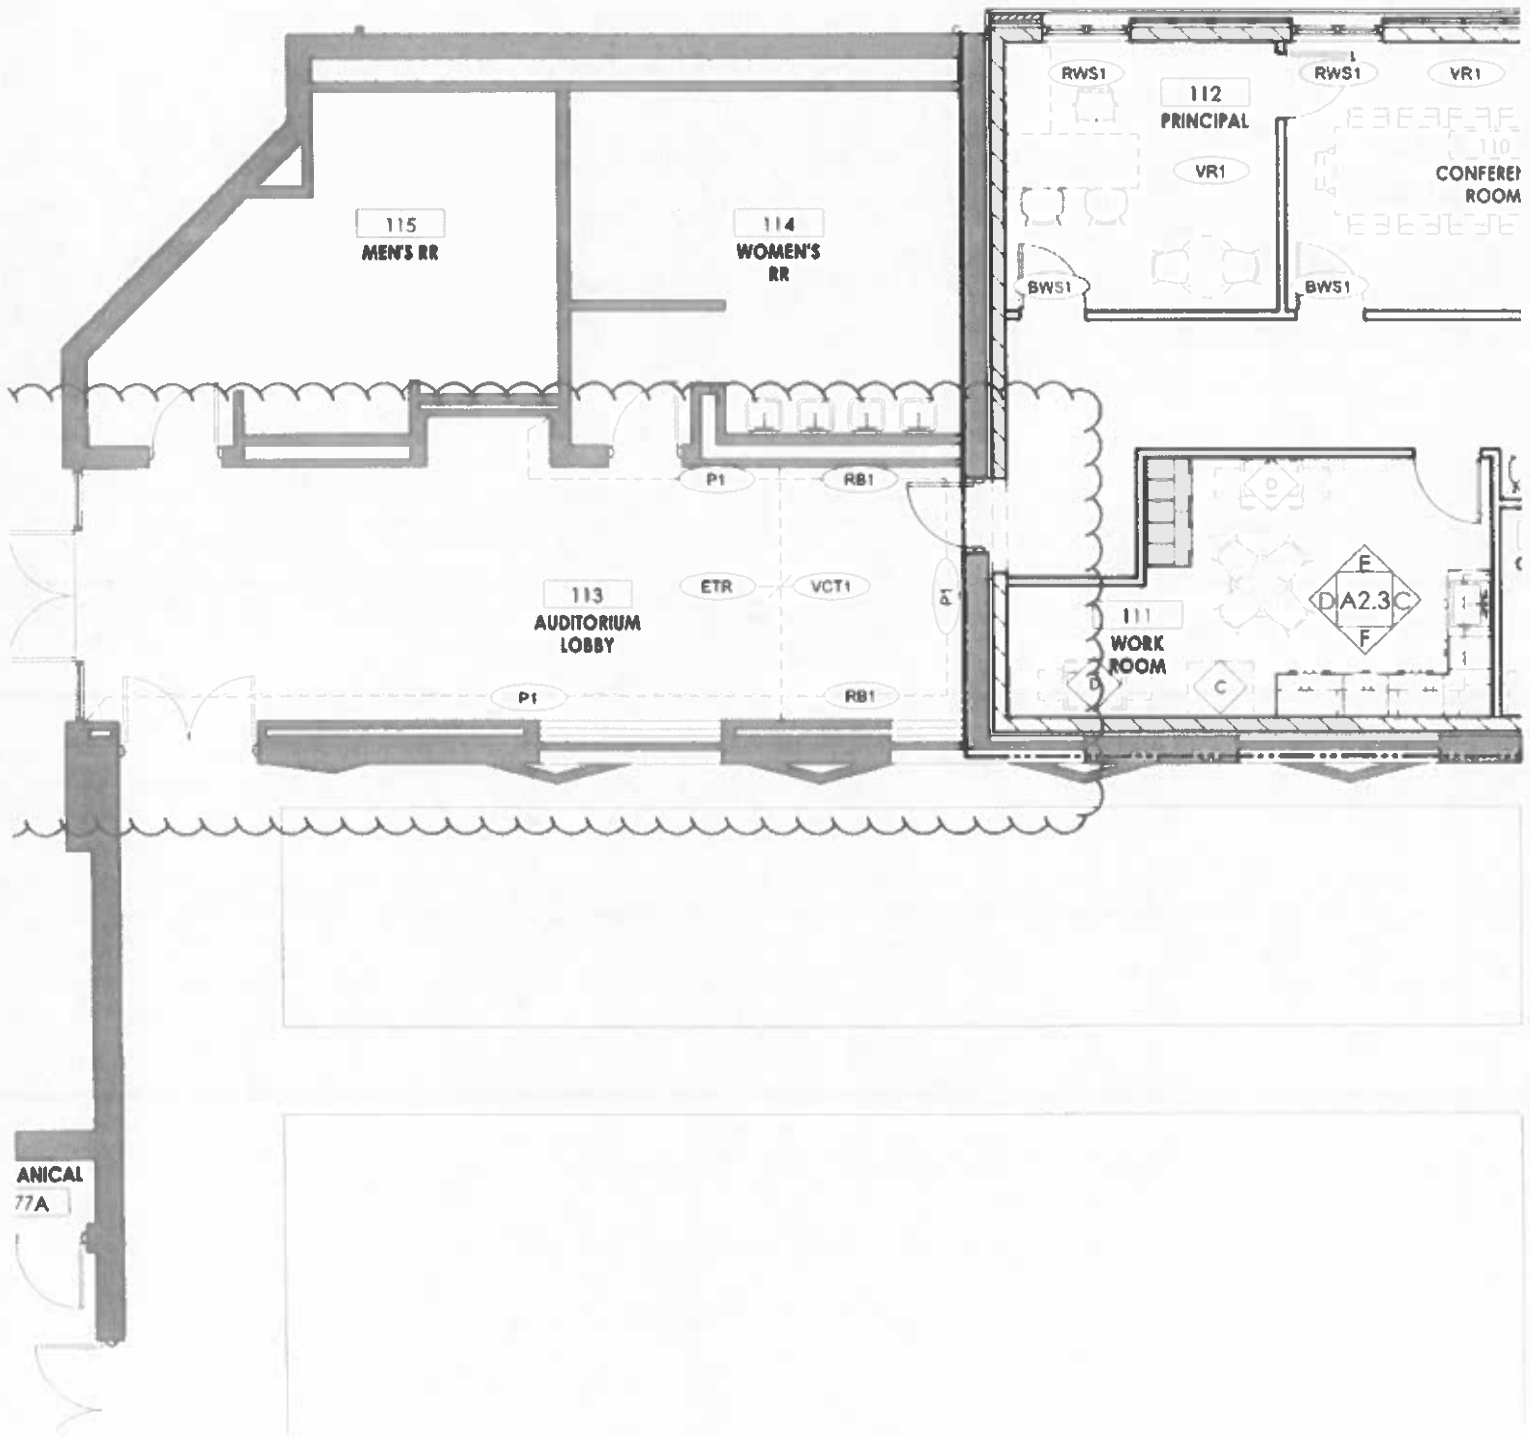 RWS1
112
PRINCIPAL
RWS1
VR1
VR1
110
CONFEREN
ROOM
115
MEN'S RR
114
WOMEN'S
RR
BWS1
BWS1
P1
RB1
D
113
AUDITORIUM
LOBBY
ETR
VCT1
P1
E
D A2.3 C
F
111
WORK
ROOM
D
C
P1
RB1
ANICAL
77A